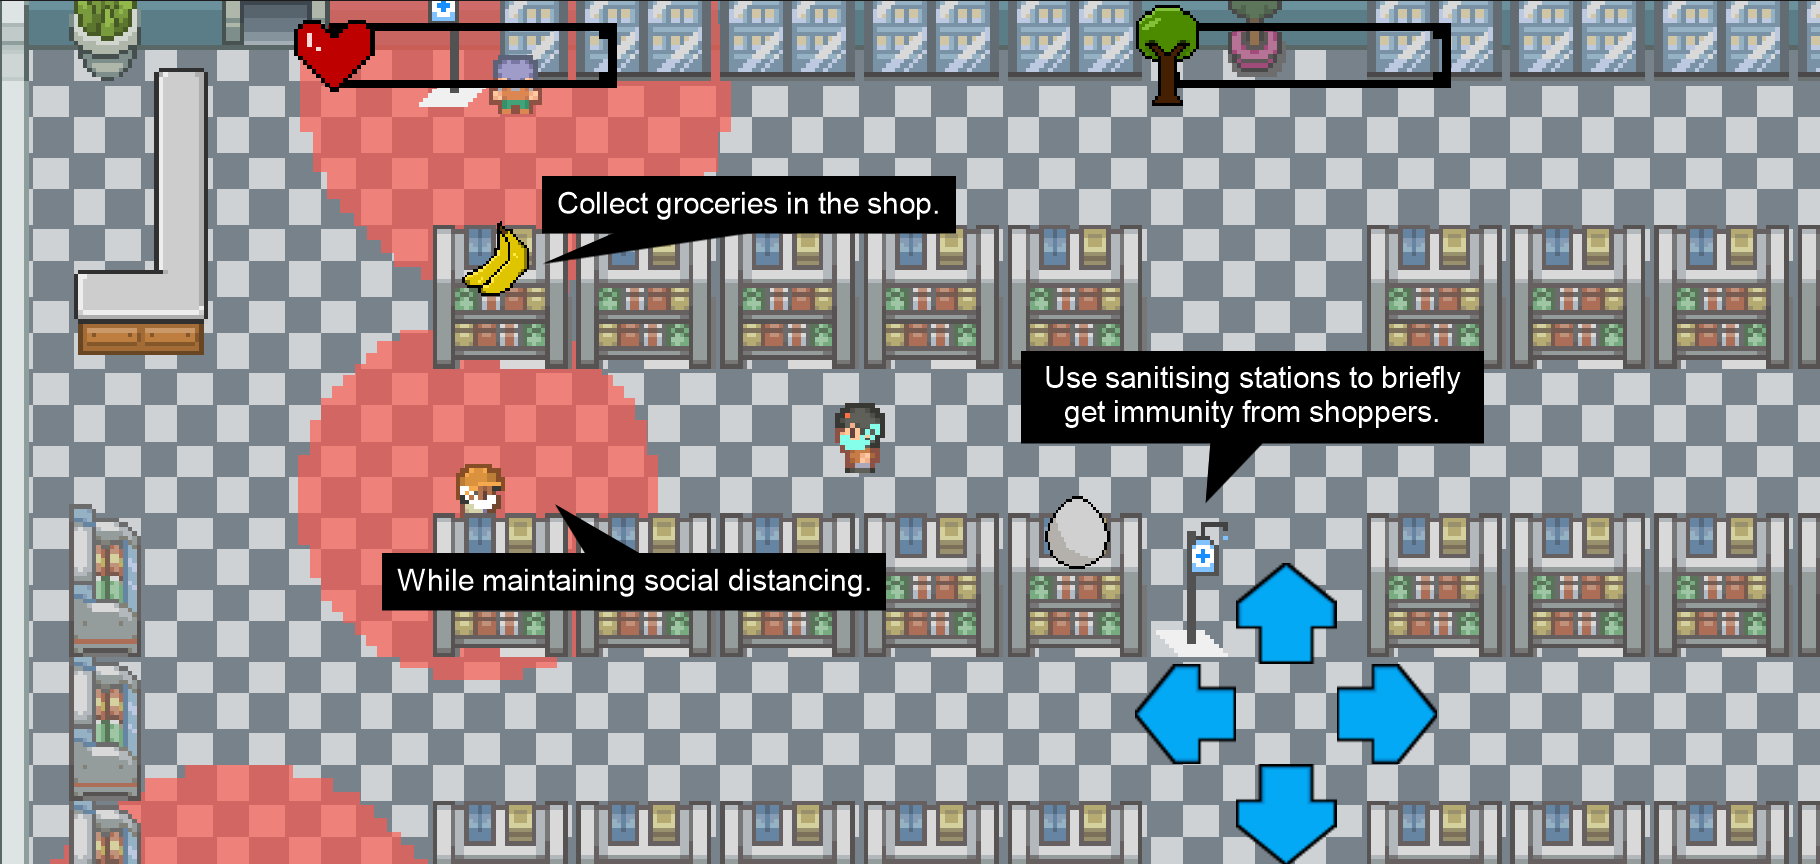 Collect groceries in the shop.
Use sanitising stations to briefly
get immunity from shoppers.
While maintaining social distancing.